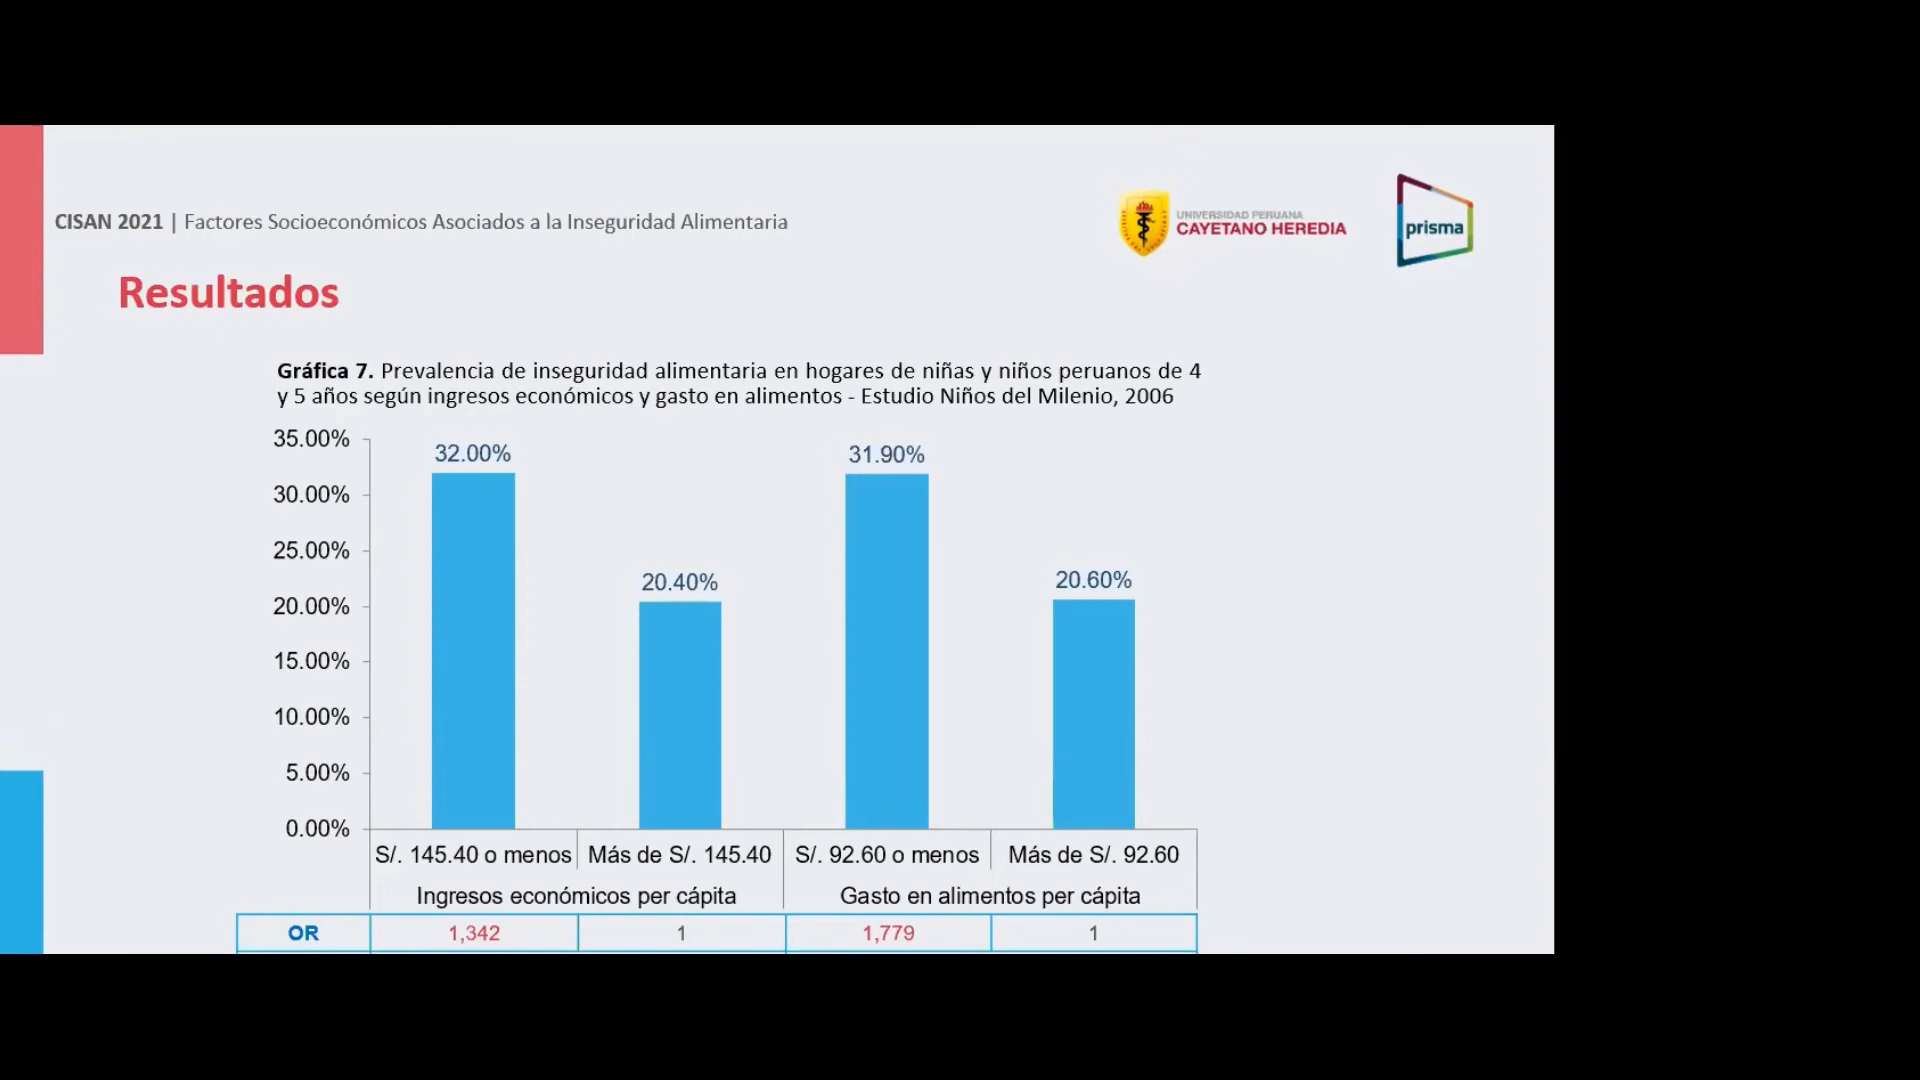 CISAN 2021 | Factores Socioeconómicos Asociados a la Inseguridad Alimentaria
UNIVERSIDAD PERUANA
CAYETANO HEREDIA
prisma
Resultados
Gráfica 7. Prevalencia de inseguridad alimentaria en hogares de niñas y niños peruanos de 4
y 5 años según ingresos económicos y gasto en alimentos - Estudio Niños del Milenio, 2006
35.00%
30.00%
25.00%
20.00%
15.00%
10.00%
5.00%
0.00%
32.00%
20.40%
31.90%
20.60%
S/. 145.40 o menos Más de S/. 145.40 S/. 92.60 o menos Más de S/. 92.60
Ingresos económicos per cápita Gasto en alimentos per cápita
OR 1,342 1 1,779 1